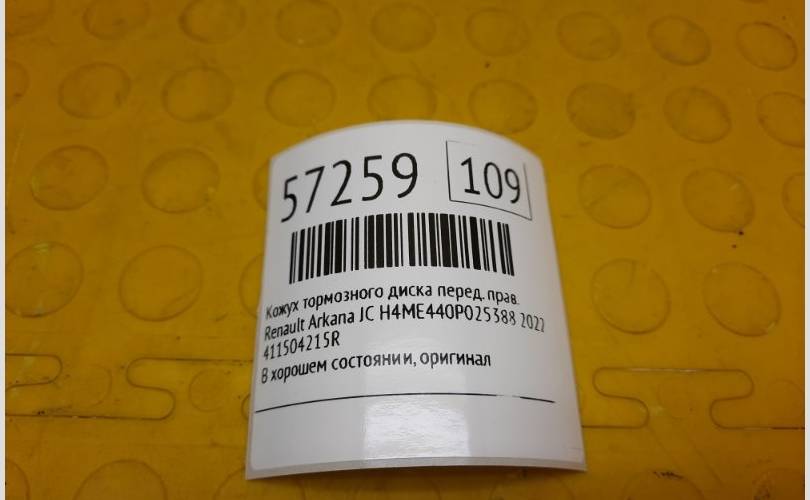 57259 109
Кожух тормозного диска перед. прав.
Renault Arkana JC H4ME440P025388 2022
411504215R
В хорошем состоянии, оригинал